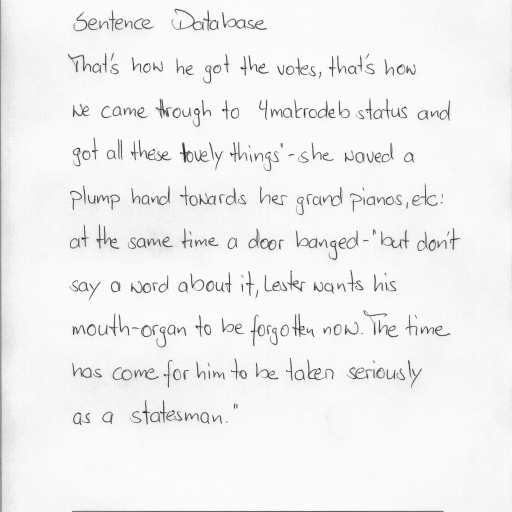 Sentence Database
That's how he got the votes, that's how
we came through to 4makrodeb status and
got all these lovely things" - she waved a
plump hand towards her grand pianos, etc:
at the same time a door banged - "but don't
say a word about it, Lester wants his
mouth-organ to be forgotten now. The time
has come for him to be taken seriously
as a statesman."